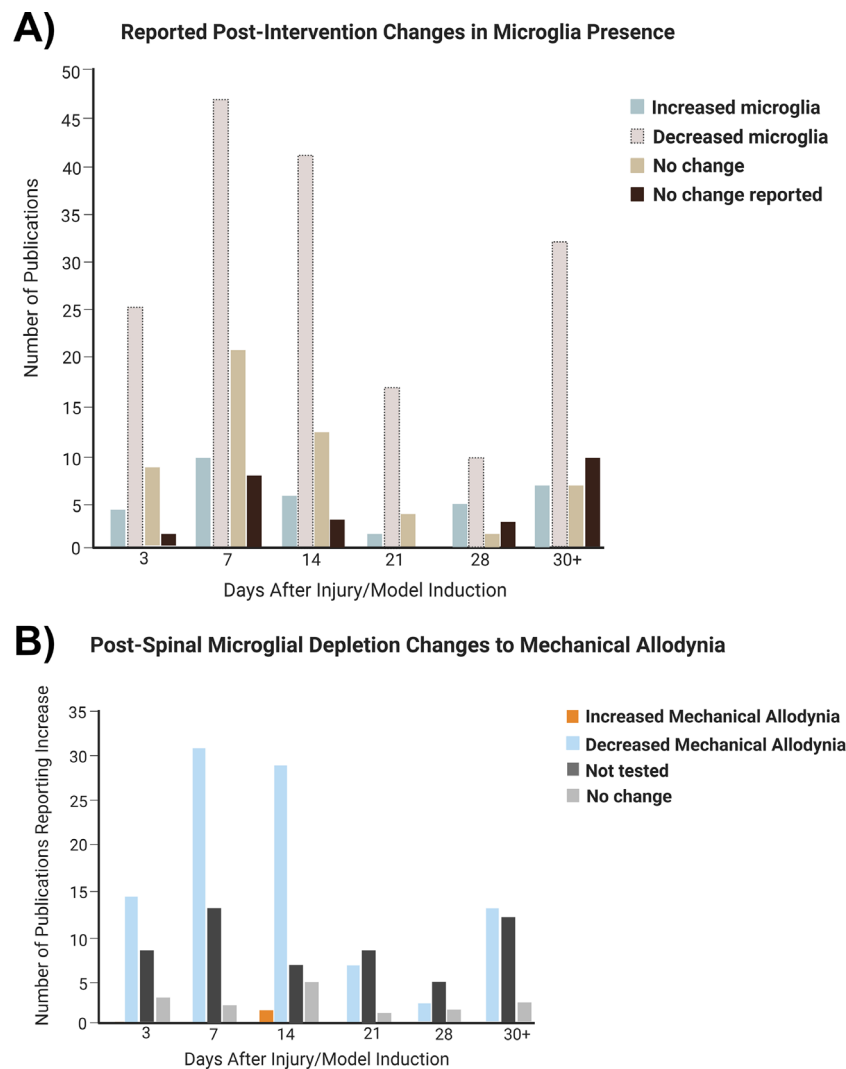 A)
Reported Post-Intervention Changes in Microglia Presence
Number of Publications
50
45
40
35
30
25
20
15
10
5
0
3 7 14 21 28 30+
Days After Injury/Model Induction
Increased microglia
Decreased microglia
No change
No change reported
B)
Post-Spinal Microglial Depletion Changes to Mechanical Allodynia
Number of Publications Reporting Increase
35
30
25
20
15
10
5
0
3 7 14 21 28 30+
Days After Injury/Model Induction
Increased Mechanical Allodynia
Decreased Mechanical Allodynia
Not tested
No change